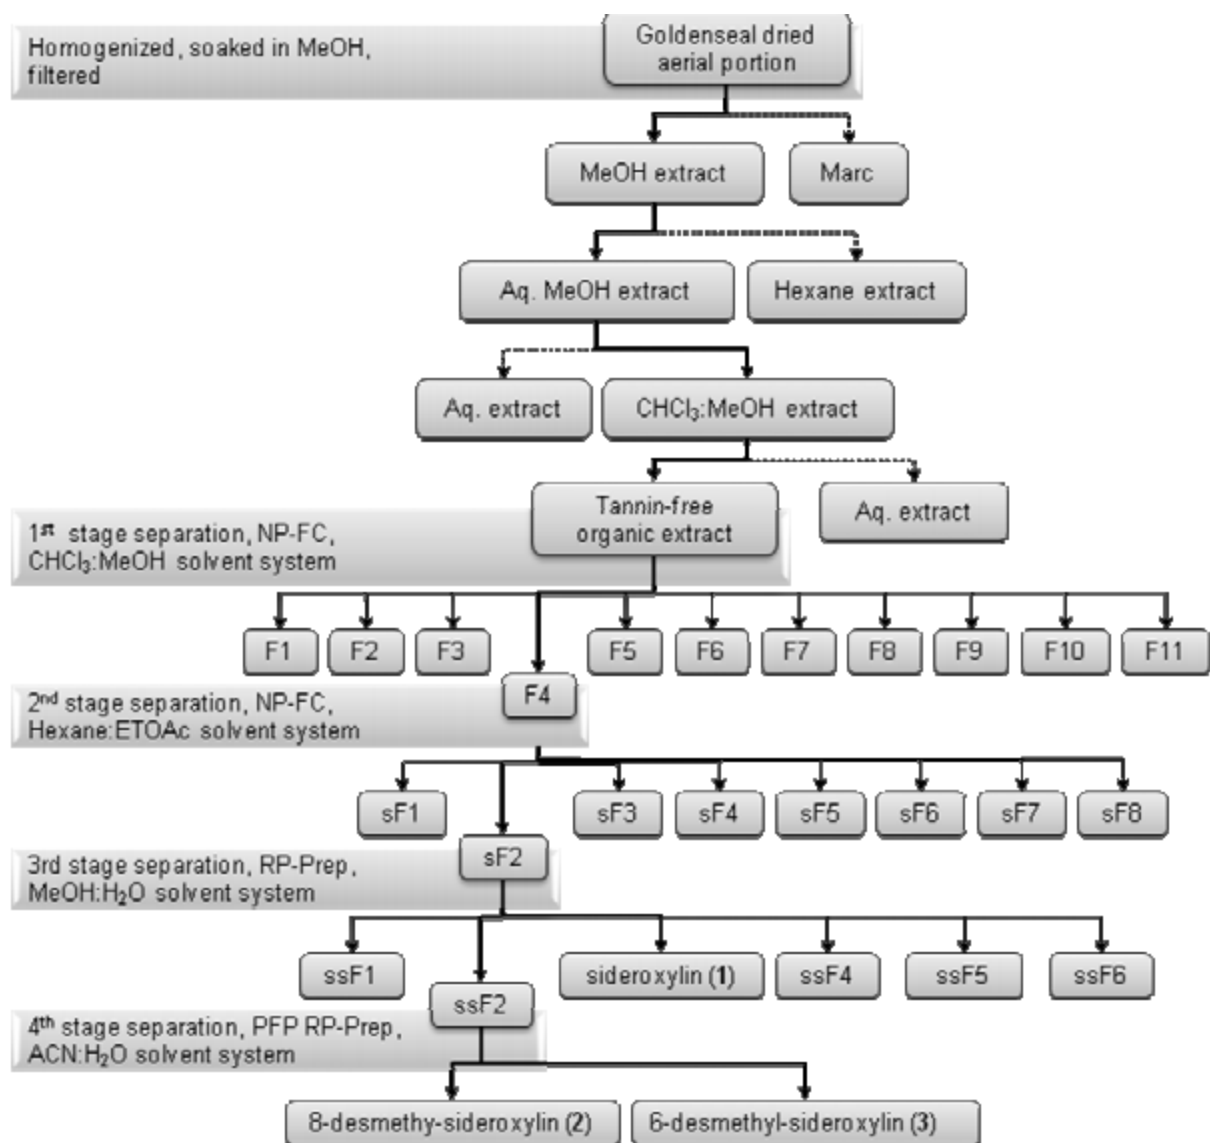 Homogenized, soaked in MeOH,
filtered
Goldenseal dried
aerial portion
MeOH extract
Marc
Aq. MeOH extract
Hexane extract
Aq. extract
CHCl₃:MeOH extract
Tannin-free
organic extract
Aq. extract
1ˢᵗ stage separation, NP-FC,
CHCl₃:MeOH solvent system
F1
F2
F3
F5
F6
F7
F8
F9
F10
F11
F4
2ⁿᵈ stage separation, NP-FC,
Hexane:ETOAc solvent system
sF1
sF3
sF4
sF5
sF6
sF7
sF8
sF2
3rd stage separation, RP-Prep,
MeOH:H₂O solvent system
ssF1
sideroxylin (1)
ssF4
ssF5
ssF6
ssF2
4ᵗʰ stage separation, PFP RP-Prep,
ACN:H₂O solvent system
8-desmethy-sideroxylin (2)
6-desmethyl-sideroxylin (3)